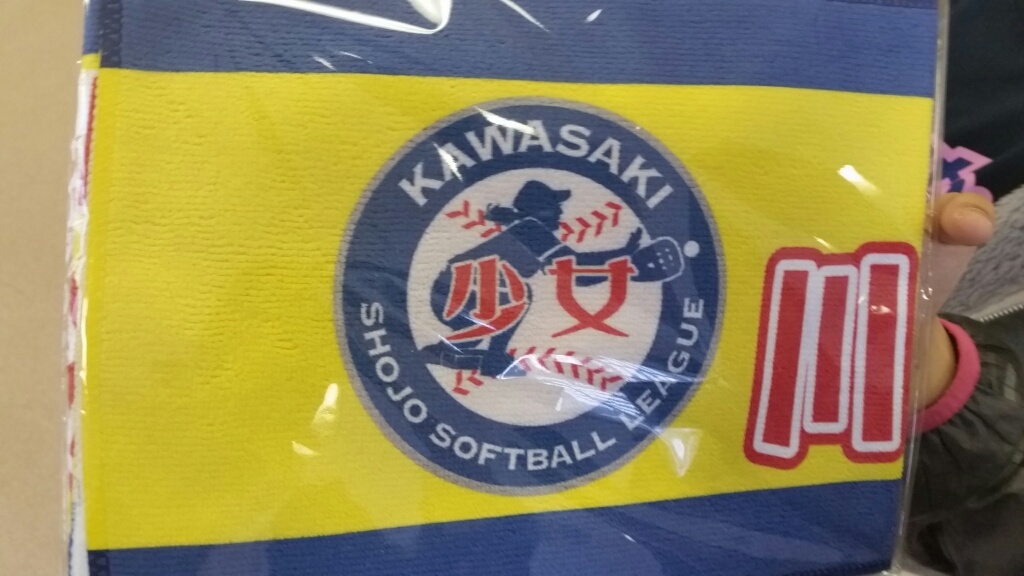 KAWASAKI
少女
SHOJO SOFTBALL LEAGUE
川